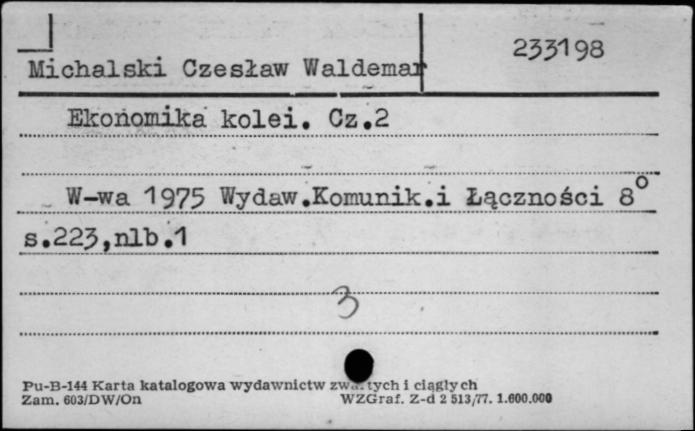 233198
Michalski Czesław Waldemar
Ekonomika kolei. Cz.2
W-wa 1975 Wydaw.Komunik.i Łączności 8°
s.223,nlb.1
3
Pu-B-144 Karta katalogowa wydawnictw zwartych i ciągłych
Zam. 603/DW/On WZGraf. Z-d 2 513/77. 1.600.000